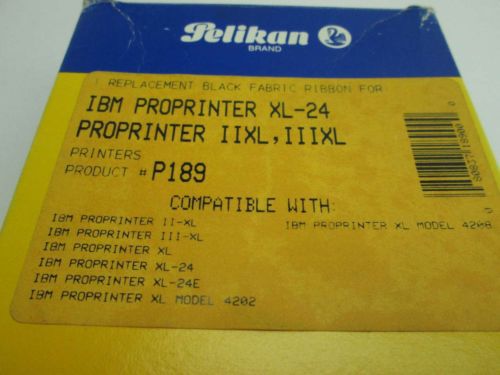 Pelikan
BRAND
1 REPLACEMENT BLACK FABRIC RIBBON FOR:
IBM PROPRINTER XL-24
PROPRINTER IIXL,IIIXL
PRINTERS
PRODUCT # P189
COMPATIBLE WITH:
IBM PROPRINTER II-XL
IBM PROPRINTER III-XL
IBM PROPRINTER XL
IBM PROPRINTER XL-24
IBM PROPRINTER XL-24E
IBM PROPRINTER XL MODEL 4202
IBM PROPRINTER XL MODEL 4208